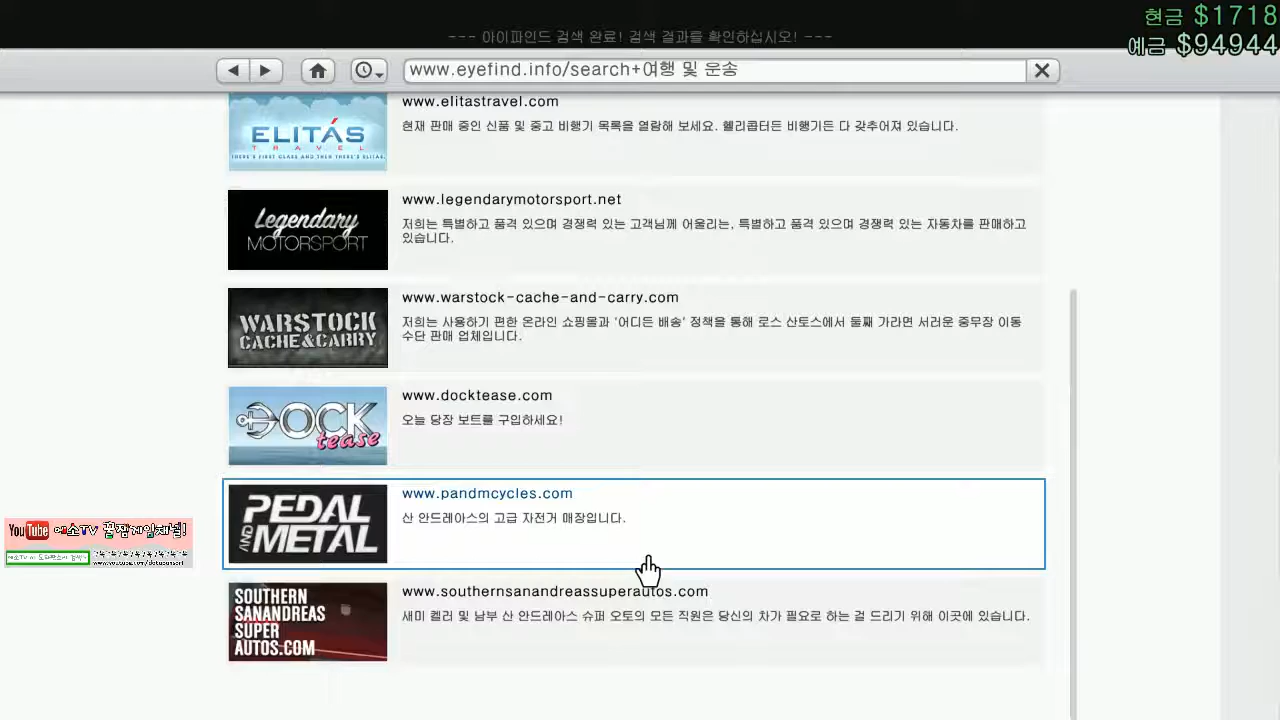 현금 $1718
--- 아이파인드 검색 완료! 검색 결과를 확인하십시오! ---
예금 $94944
www.eyefind.info/search+여행 및 운송
www.elitastravel.com
ELITÁS
TRAVEL
THERE'S FIRST CLASS AND THEN THERE'S ELITAS.
현재 판매 중인 신품 및 중고 비행기 목록을 열람해 보세요. 헬리콥터든 비행기든 다 갖추어져 있습니다.
www.legendarymotorsport.net
Legendary
MOTORSPORT
저희는 특별하고 품격 있으며 경쟁력 있는 고객님께 어울리는, 특별하고 품격 있으며 경쟁력 있는 자동차를 판매하고
있습니다.
www.warstock-cache-and-carry.com
WARSTOCK
CACHE&CARRY
저희는 사용하기 편한 온라인 쇼핑몰과 '어디든 배송' 정책을 통해 로스 산토스에서 둘째 가라면 서러운 중무장 이동
수단 판매 업체입니다.
www.docktease.com
DOCK
tease
오늘 당장 보트를 구입하세요!
www.pandmcycles.com
PEDAL
AND METAL
산 안드레아스의 고급 자전거 매장입니다.
YouTube
www.southernsanandreassuperautos.com
SOUTHERN
SANANDREAS
SUPER
AUTOS.COM
새미 켈러 및 남부 산 안드레아스 슈퍼 오토의 모든 직원은 당신의 차가 필요로 하는 걸 드리기 위해 이곳에 있습니다.